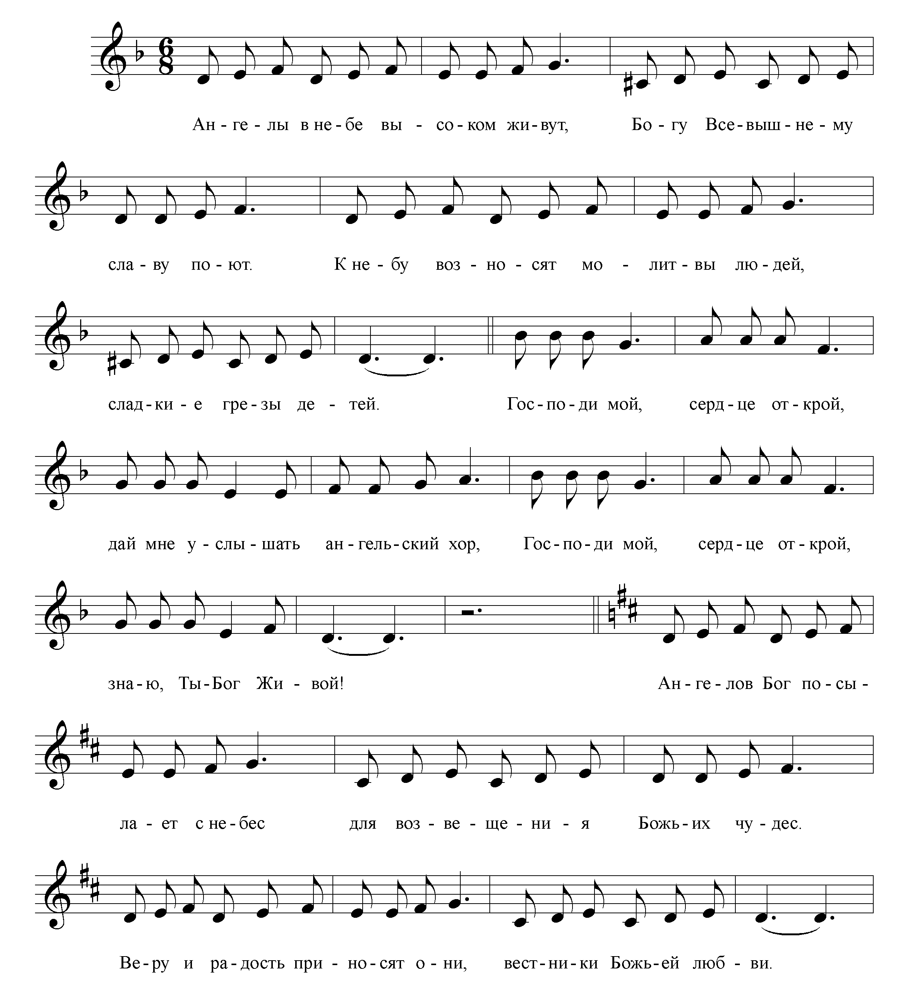 6
8
Ан - ге - лы в не - бе вы - со - ком жи - вут, Бо - гу Все - выш - не - му
сла - ву по - ют. К не - бу воз - но - сят мо - лит - вы лю - дей,
слад - ки - е гре - зы де - тей. Гос - по - ди мой, серд - це от - крой,
дай мне у - слы - шать ан - гель - ский хор, Гос - по - ди мой, серд - це от - крой,
зна - ю, Ты - Бог Жи - вой! Ан - ге - лов Бог по - сы -
ла - ет с не - бес для воз - ве - ще - ни - я Божь - их чу - дес.
Ве - ру и ра - дость при - но - сят о - ни, вест - ни - ки Божь - ей люб - ви.